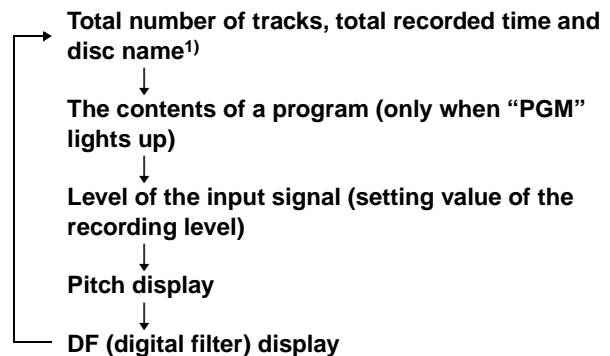 Total number of tracks, total recorded time and
disc name1)
The contents of a program (only when “PGM”
lights up)
Level of the input signal (setting value of the
recording level)
Pitch display
DF (digital filter) display